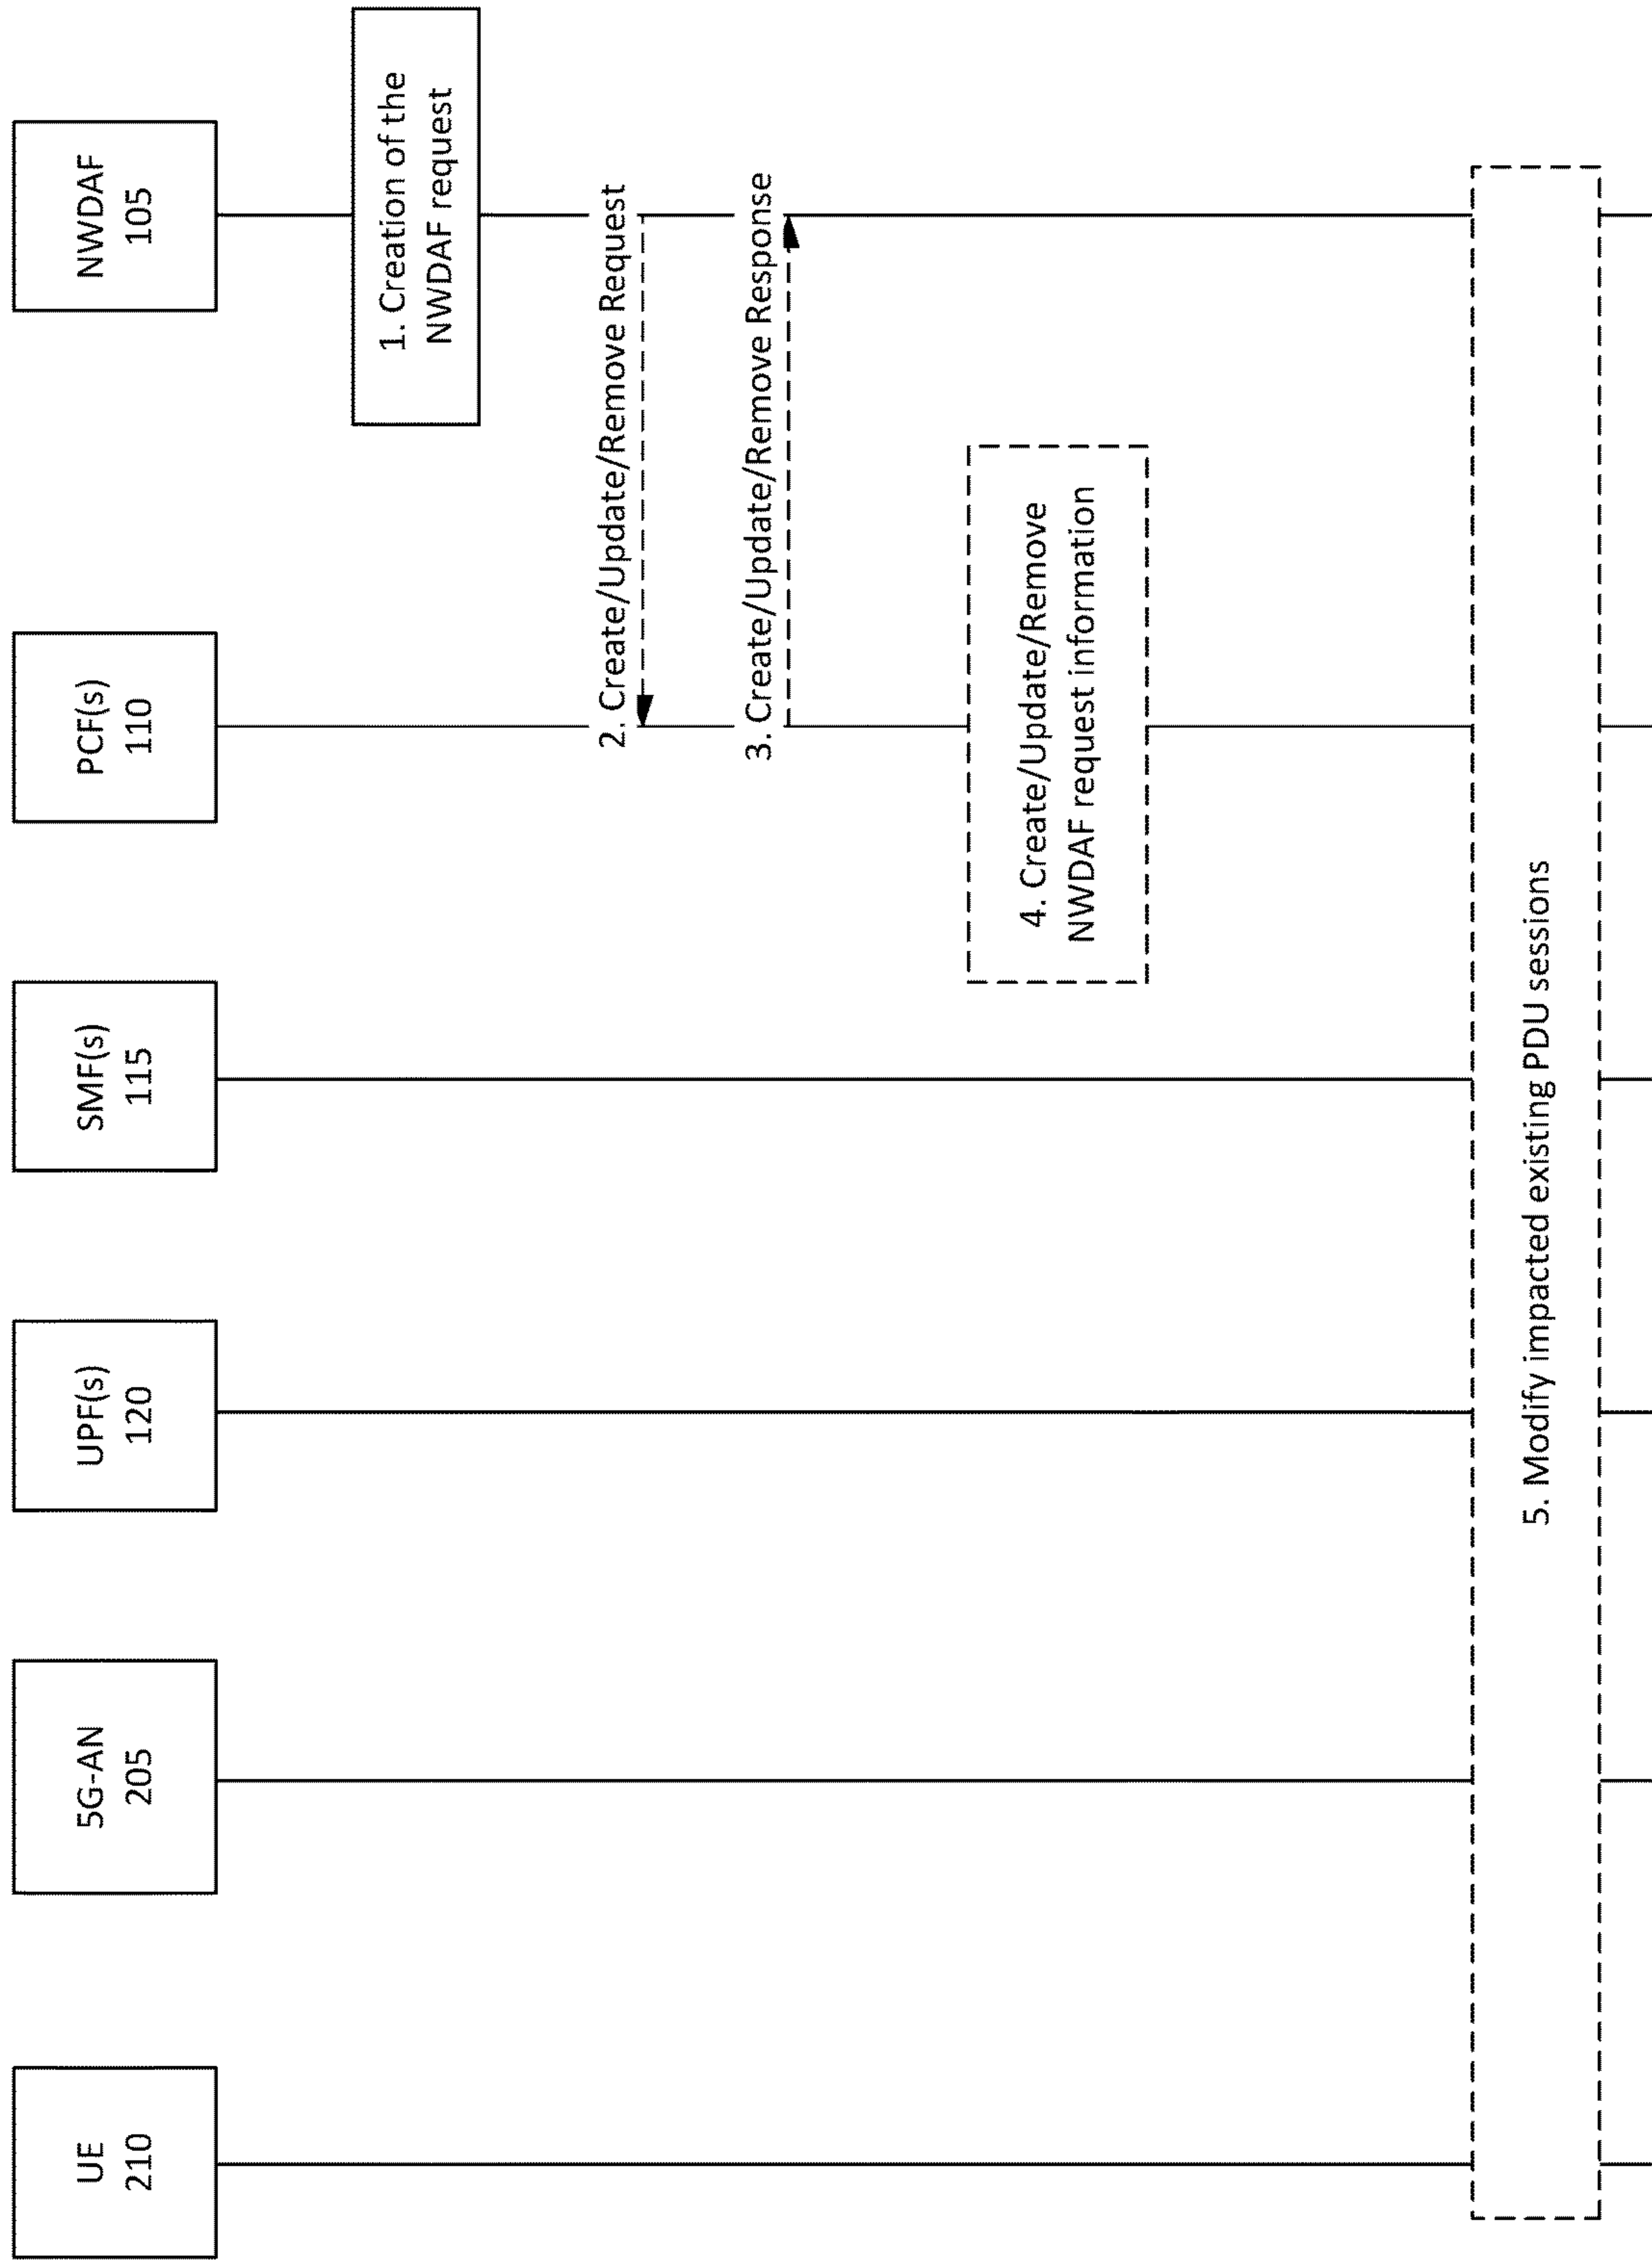 UE
210
5G-AN
205
UPF(s)
120
SMF(s)
115
PCF(s)
110
NWDAF
105
1. Creation of the
NWDAF request
2. Create/Update/Remove Request
3. Create/Update/Remove Response
4. Create/Update/Remove
NWDAF request information
5. Modify impacted existing PDU sessions